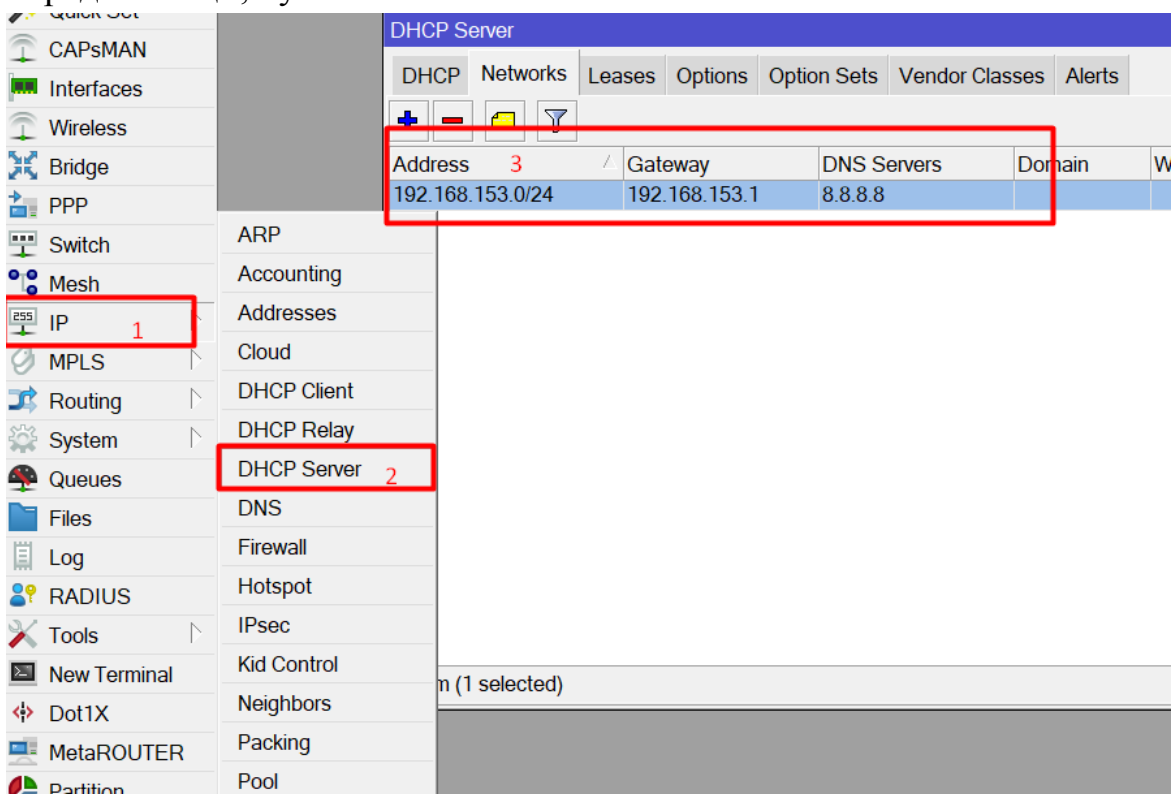 Quick Set
CAPsMAN
Interfaces
Wireless
Bridge
PPP
Switch
Mesh
IP 1
MPLS
Routing
System
Queues
Files
Log
RADIUS
Tools
New Terminal
Dot1X
MetaROUTER
Partition
ARP
Accounting
Addresses
Cloud
DHCP Client
DHCP Relay
DHCP Server 2
DNS
Firewall
Hotspot
IPsec
Kid Control
Neighbors
Packing
Pool
DHCP Server
DHCP Networks Leases Options Option Sets Vendor Classes Alerts
Address 3 Gateway DNS Servers Domain W
192.168.153.0/24 192.168.153.1 8.8.8.8
m (1 selected)
255